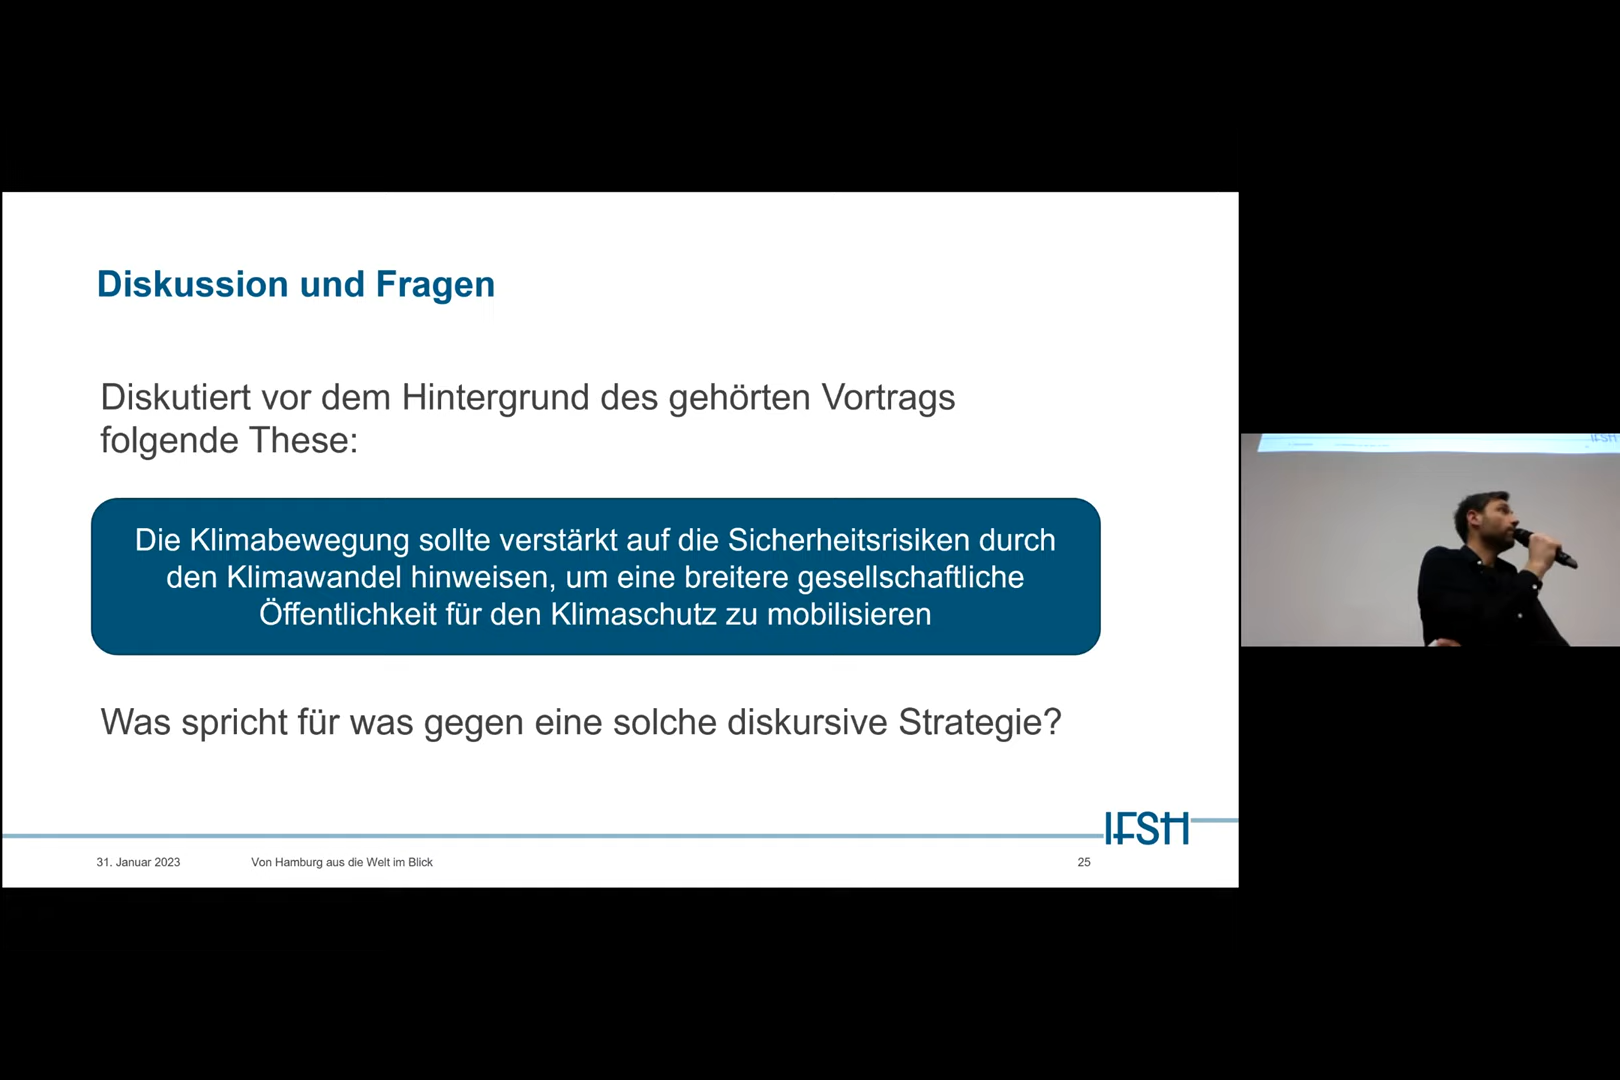 Diskussion und Fragen
Diskutiert vor dem Hintergrund des gehörten Vortrags
folgende These:
Die Klimabewegung sollte verstärkt auf die Sicherheitsrisiken durch
den Klimawandel hinweisen, um eine breitere gesellschaftliche
Öffentlichkeit für den Klimaschutz zu mobilisieren
Was spricht für was gegen eine solche diskursive Strategie?
IFSH
31. Januar 2023
Von Hamburg aus die Welt im Blick
25
IFSH